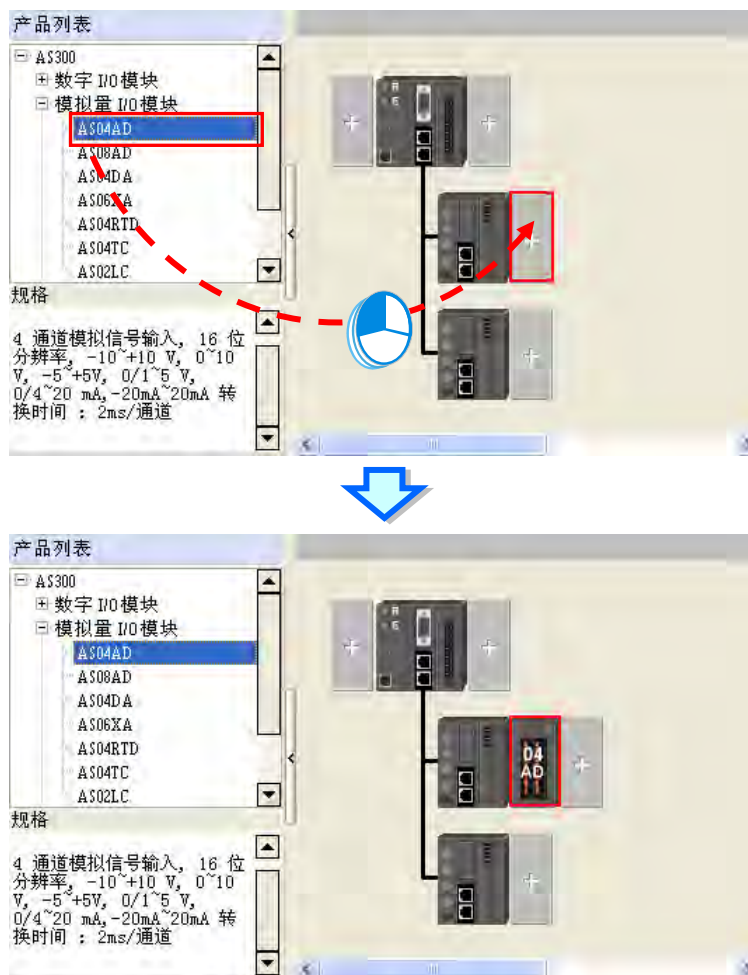 产品列表
AS300
数字 I/O模块
模拟量 I/O模块
AS04AD
AS08AD
AS04DA
AS06XA
AS04RTD
AS04TC
AS02LC
规格
4 通道模拟信号输入, 16 位
分辨率, -10~+10 V, 0~10
V, -5~+5V, 0/1~5 V,
0/4~20 mA,-20mA~20mA 转
换时间 : 2ms/通道
产品列表
AS300
数字 I/O模块
模拟量 I/O模块
AS04AD
AS08AD
AS04DA
AS06XA
AS04RTD
AS04TC
AS02LC
04
AD
规格
4 通道模拟信号输入, 16 位
分辨率, -10~+10 V, 0~10
V, -5~+5V, 0/1~5 V,
0/4~20 mA,-20mA~20mA 转
换时间 : 2ms/通道